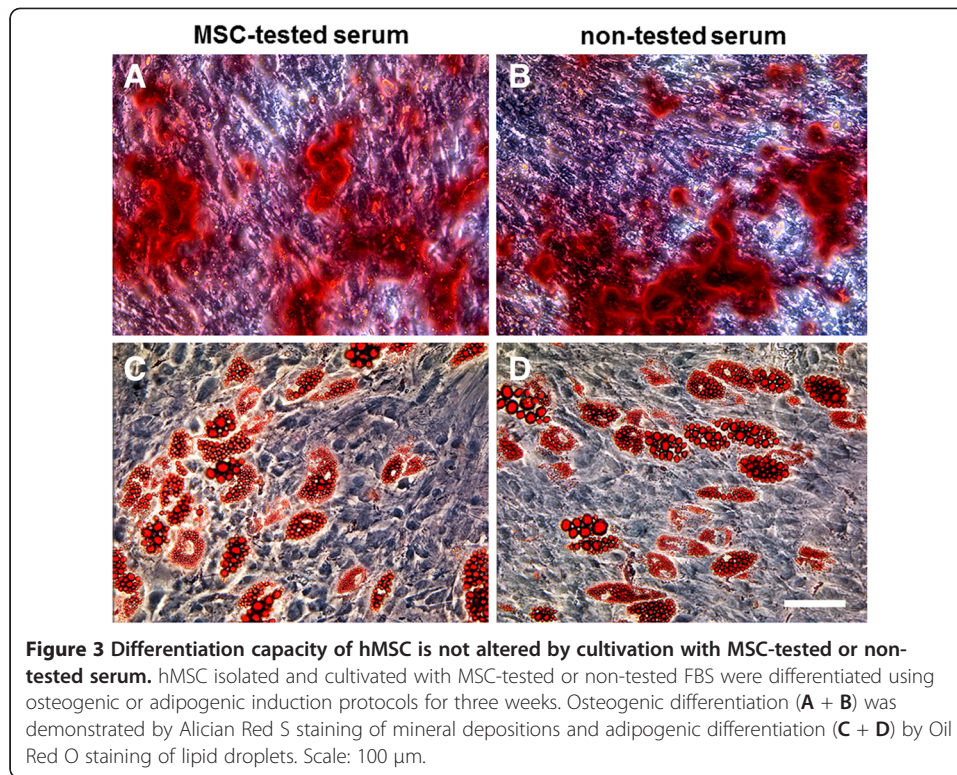 MSC-tested serum
non-tested serum
A
B
C
D
Figure 3 Differentiation capacity of hMSC is not altered by cultivation with MSC-tested or non-
tested serum. hMSC isolated and cultivated with MSC-tested or non-tested FBS were differentiated using
osteogenic or adipogenic induction protocols for three weeks. Osteogenic differentiation (A + B) was
demonstrated by Alician Red S staining of mineral depositions and adipogenic differentiation (C + D) by Oil
Red O staining of lipid droplets. Scale: 100 μm.